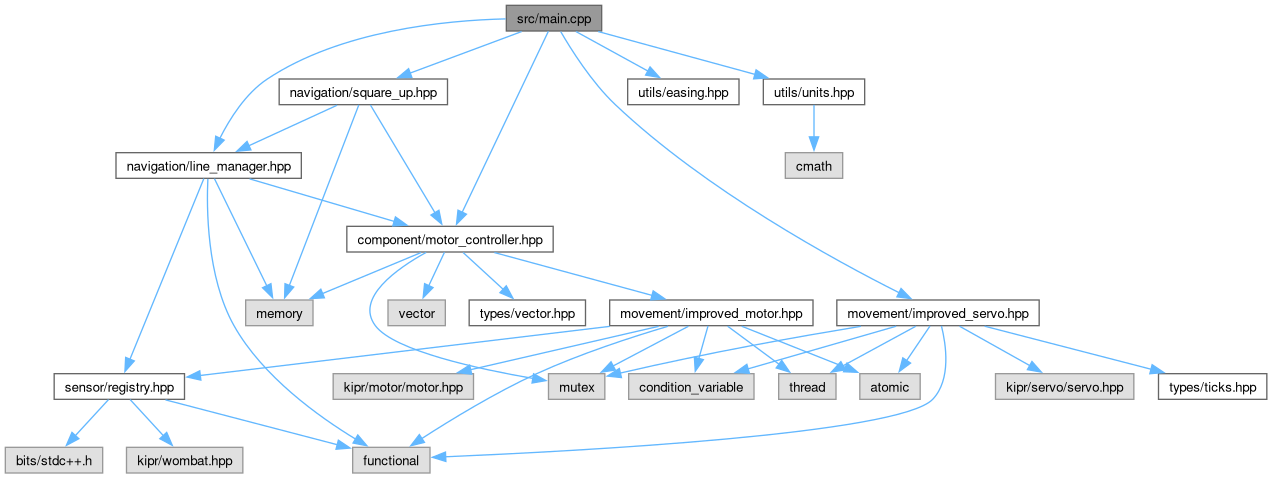 src/main.cpp
navigation/square_up.hpp
utils/easing.hpp
utils/units.hpp
navigation/line_manager.hpp
cmath
component/motor_controller.hpp
memory
vector
types/vector.hpp
movement/improved_motor.hpp
movement/improved_servo.hpp
sensor/registry.hpp
kipr/motor/motor.hpp
mutex
condition_variable
thread
atomic
kipr/servo/servo.hpp
types/ticks.hpp
bits/stdc++.h
kipr/wombat.hpp
functional